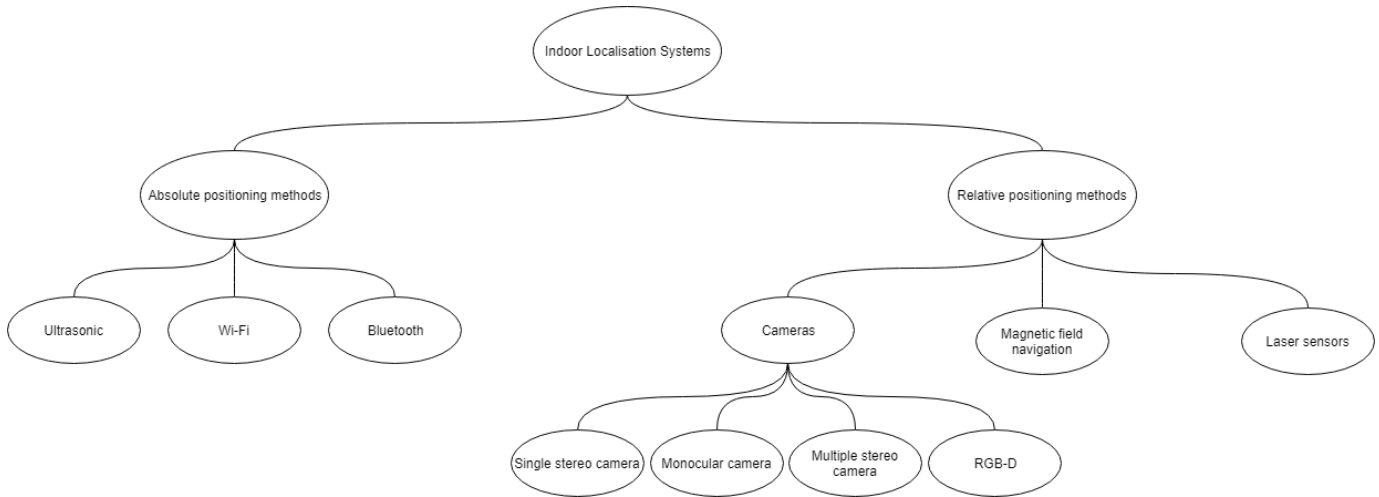 Indoor Localisation Systems
Absolute positioning methods
Relative positioning methods
Ultrasonic
Wi-Fi
Bluetooth
Cameras
Magnetic field
navigation
Laser sensors
Single stereo camera
Monocular camera
Multiple stereo
camera
RGB-D